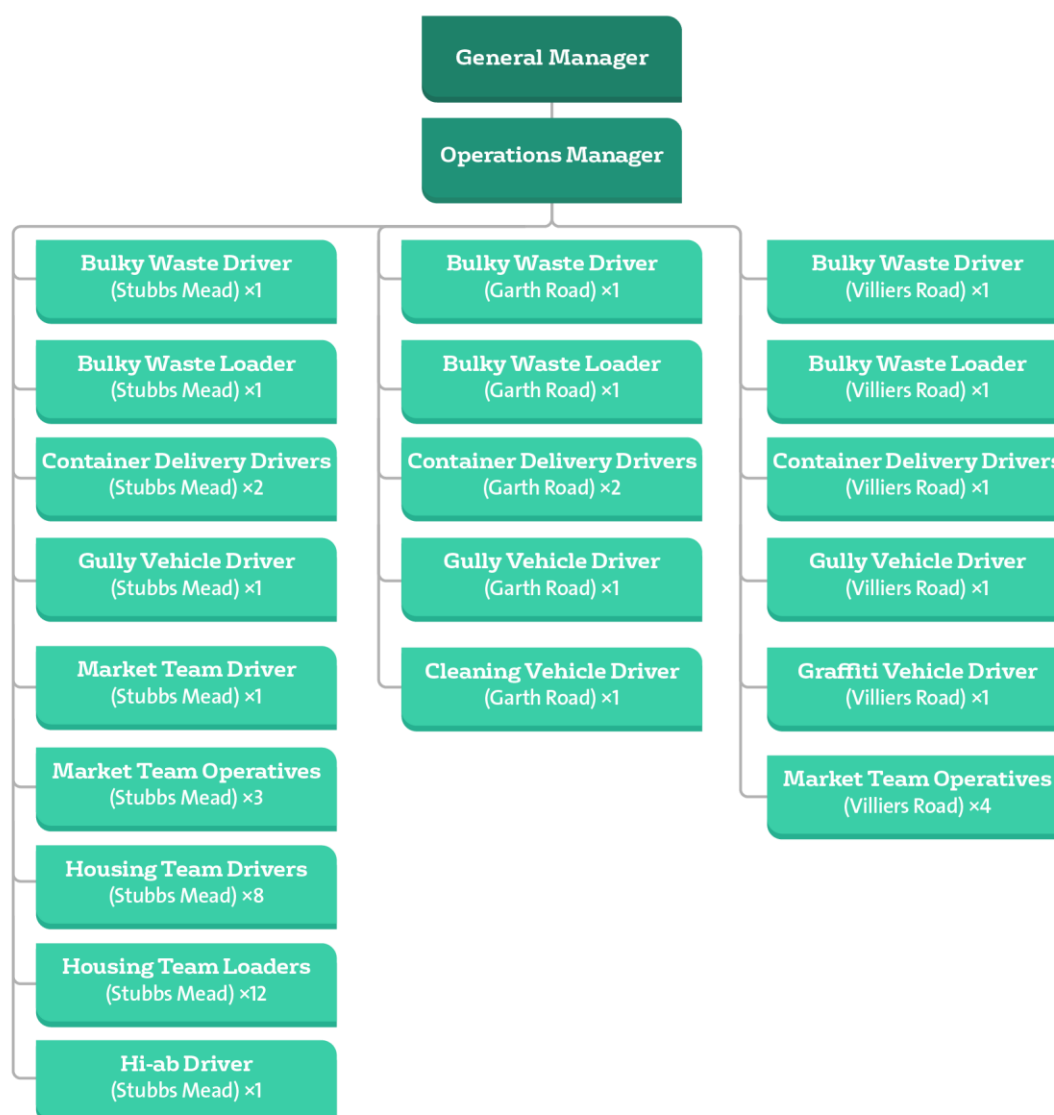 General Manager
Operations Manager
Bulky Waste Driver
(Stubbs Mead) ×1
Bulky Waste Loader
(Stubbs Mead) ×1
Container Delivery Drivers
(Stubbs Mead) ×2
Gully Vehicle Driver
(Stubbs Mead) ×1
Market Team Driver
(Stubbs Mead) ×1
Market Team Operatives
(Stubbs Mead) ×3
Housing Team Drivers
(Stubbs Mead) ×8
Housing Team Loaders
(Stubbs Mead) ×12
Hi-ab Driver
(Stubbs Mead) ×1
Bulky Waste Driver
(Garth Road) ×1
Bulky Waste Loader
(Garth Road) ×1
Container Delivery Drivers
(Garth Road) ×2
Gully Vehicle Driver
(Garth Road) ×1
Cleaning Vehicle Driver
(Garth Road) ×1
Bulky Waste Driver
(Villiers Road) ×1
Bulky Waste Loader
(Villiers Road) ×1
Container Delivery Drivers
(Villiers Road) ×1
Gully Vehicle Driver
(Villiers Road) ×1
Graffiti Vehicle Driver
(Villiers Road) ×1
Market Team Operatives
(Villiers Road) ×4